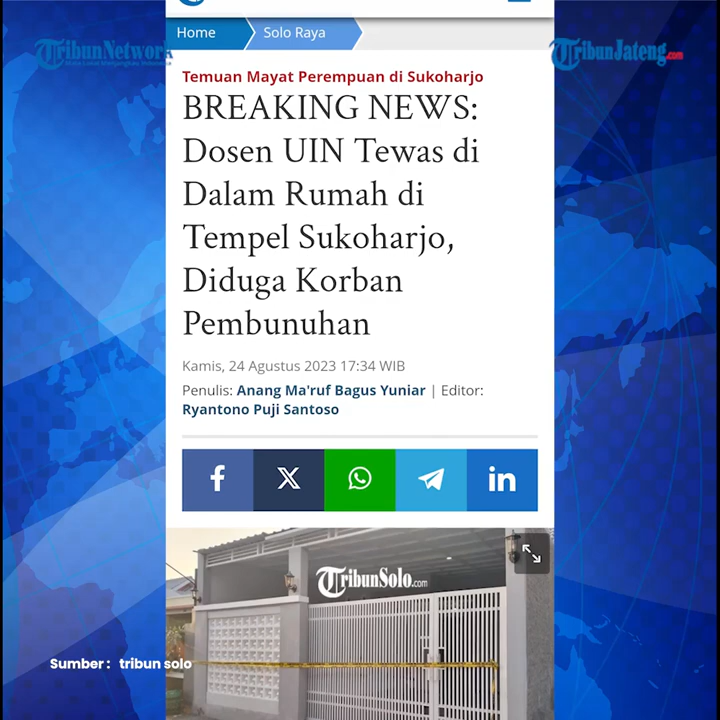 Home
Solo Raya
TribunNetwork
TribunJateng.com
Temuan Mayat Perempuan di Sukoharjo
BREAKING NEWS:
Dosen UIN Tewas di
Dalam Rumah di
Tempel Sukoharjo,
Diduga Korban
Pembunuhan
Kamis, 24 Agustus 2023 17:34 WIB
Penulis: Anang Ma'ruf Bagus Yuniar | Editor:
Ryantono Puji Santoso
TribunSolo.com
Sumber : tribun solo